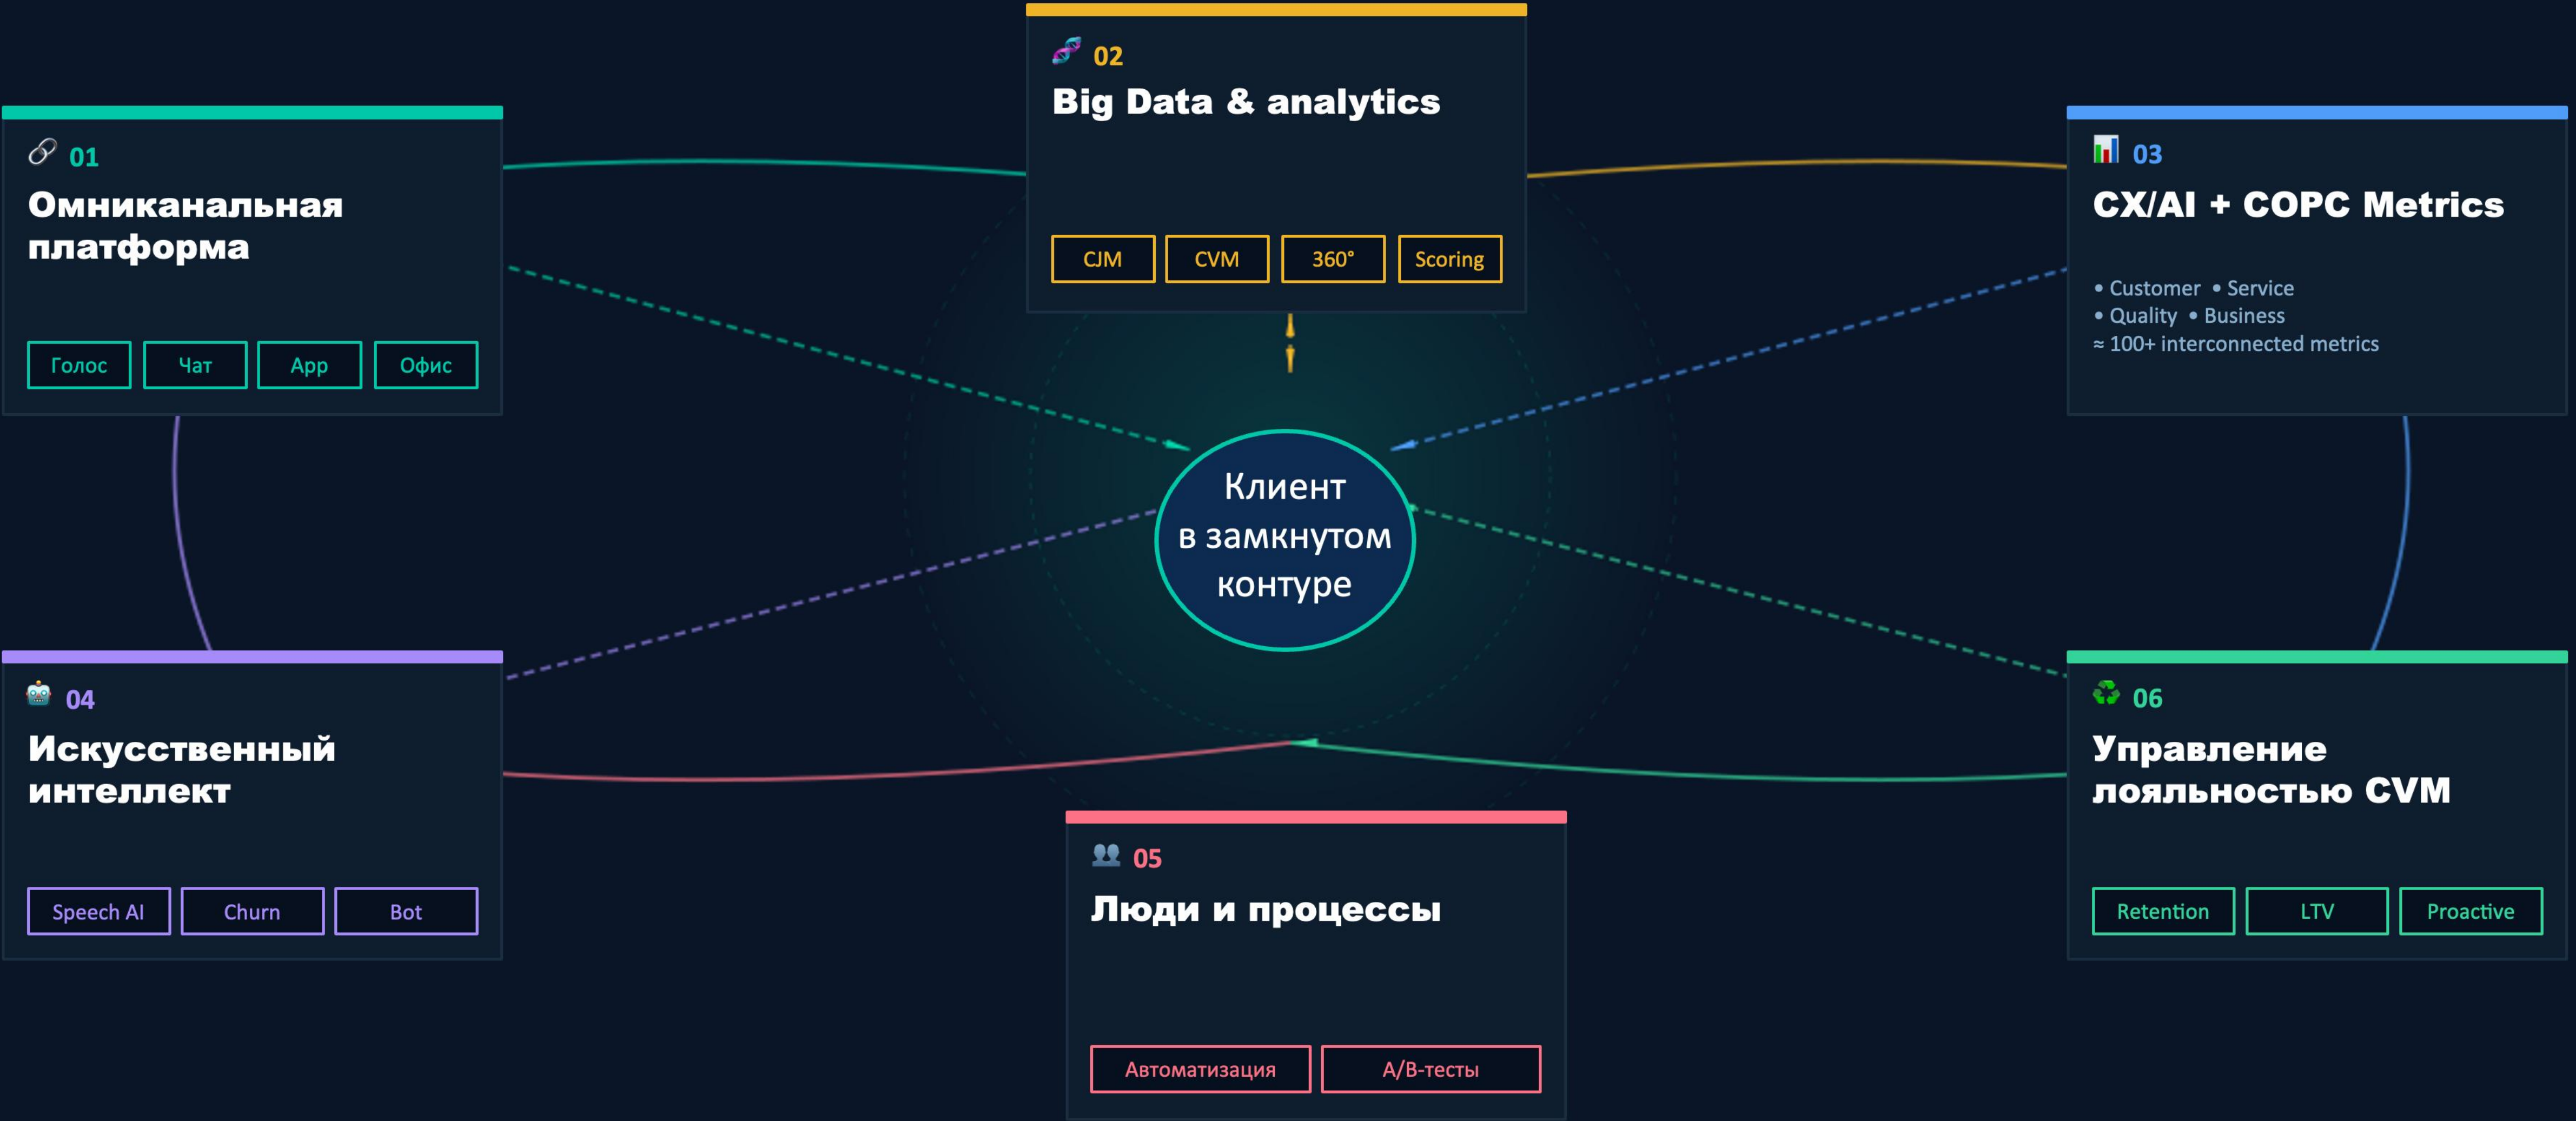 01
Омниканальная
платформа
Голос
Чат
App
Офис
02
Big Data & analytics
CJM
CVM
360°
Scoring
03
CX/AI + COPC Metrics
• Customer • Service
• Quality • Business
≈ 100+ interconnected metrics
Клиент
в замкнутом
контуре
04
Искусственный
интеллект
Speech AI
Churn
Bot
05
Люди и процессы
Автоматизация
A/B-тесты
06
Управление
лояльностью CVM
Retention
LTV
Proactive